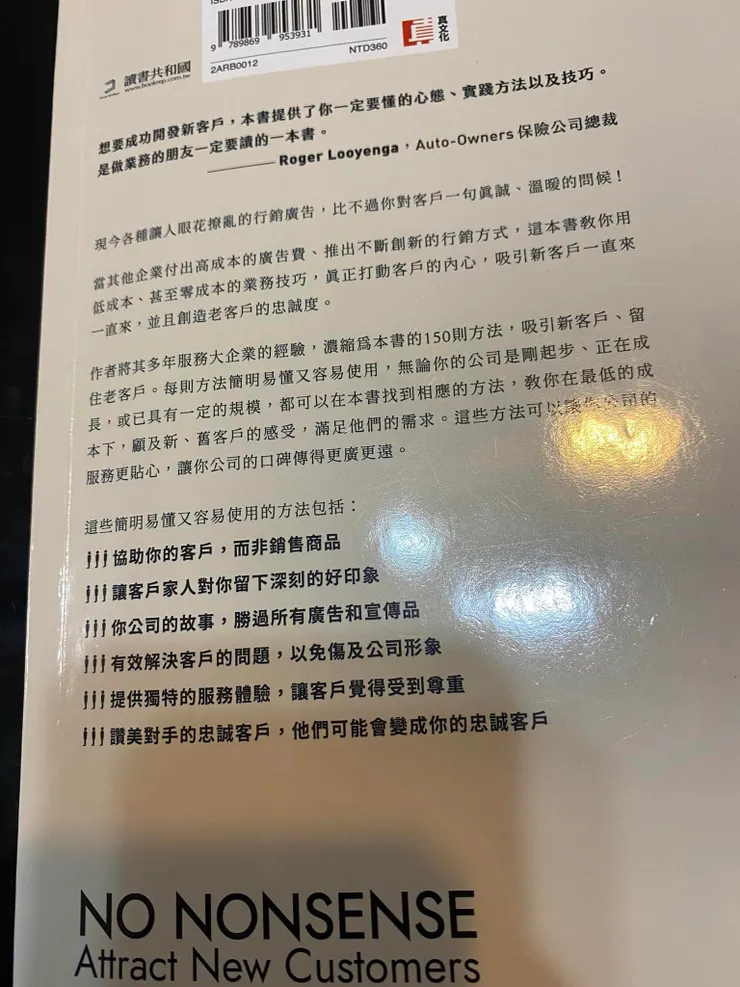 9 789869 953931
2ARB0012 NTD360
真文化
讀書共和國
www.bookrep.com.tw
想要成功開發新客戶，本書提供了你一定要懂的心態、實踐方法以及技巧。
是做業務的朋友一定要讀的一本書。
Roger Looyenga，Auto-Owners 保險公司總裁
現今各種讓人眼花撩亂的行銷廣告，比不過你對客戶一句眞誠、溫暖的問候！
當其他企業付出高成本的廣告費、推出不斷創新的行銷方式，這本書教你用
低成本、甚至零成本的業務技巧，眞正打動客戶的內心，吸引新客戶一直來
一直來，並且創造老客戶的忠誠度。
作者將其多年服務大企業的經驗，濃縮爲本書的150則方法，吸引新客戶、留
住老客戶。每則方法簡明易懂又容易使用，無論你的公司是剛起步、正在成
長，或已具有一定的規模，都可以在本書找到相應的方法，教你在最低的成
本下，顧及新、舊客戶的感受，滿足他們的需求。這些方法可以讓你公司的
服務更貼心，讓你公司的口碑傳得更廣更遠。
這些簡明易懂又容易使用的方法包括：
協助你的客戶，而非銷售商品
讓客戶家人對你留下深刻的好印象
你公司的故事，勝過所有廣告和宣傳品
有效解決客戶的問題，以免傷及公司形象
提供獨特的服務體驗，讓客戶覺得受到尊重
讚美對手的忠誠客戶，他們可能會變成你的忠誠客戶
NO NONSENSE
Attract New Customers